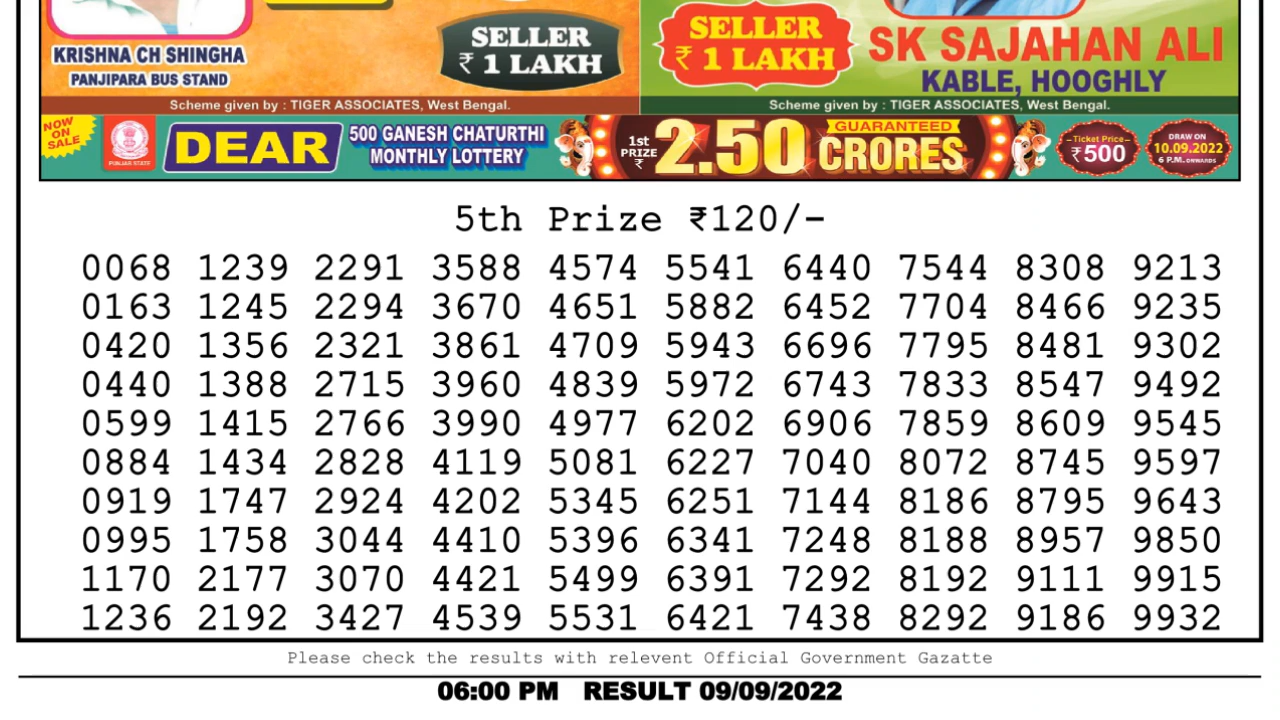 KRISHNA CH SHINGHA
PANJIPARA BUS STAND
SELLER
₹ 1 LAKH
Scheme given by : TIGER ASSOCIATES, West Bengal.
SELLER
₹ 1 LAKH
SK SAJAHAN ALI
KABLE, HOOGHLY
Scheme given by : TIGER ASSOCIATES, West Bengal.
NOW
ON
SALE
PUNJAB STATE
DEAR
500 GANESH CHATURTHI
MONTHLY LOTTERY
1st
PRIZE
₹
2.50
GUARANTEED
CRORES
Ticket Price
₹500
DRAW ON
10.09.2022
6 P.M. ONWARDS
5th Prize ₹120/-
0068 1239 2291 3588 4574 5541 6440 7544 8308 9213
0163 1245 2294 3670 4651 5882 6452 7704 8466 9235
0420 1356 2321 3861 4709 5943 6696 7795 8481 9302
0440 1388 2715 3960 4839 5972 6743 7833 8547 9492
0599 1415 2766 3990 4977 6202 6906 7859 8609 9545
0884 1434 2828 4119 5081 6227 7040 8072 8745 9597
0919 1747 2924 4202 5345 6251 7144 8186 8795 9643
0995 1758 3044 4410 5396 6341 7248 8188 8957 9850
1170 2177 3070 4421 5499 6391 7292 8192 9111 9915
1236 2192 3427 4539 5531 6421 7438 8292 9186 9932
Please check the results with relevent Official Government Gazatte
06:00 PM RESULT 09/09/2022